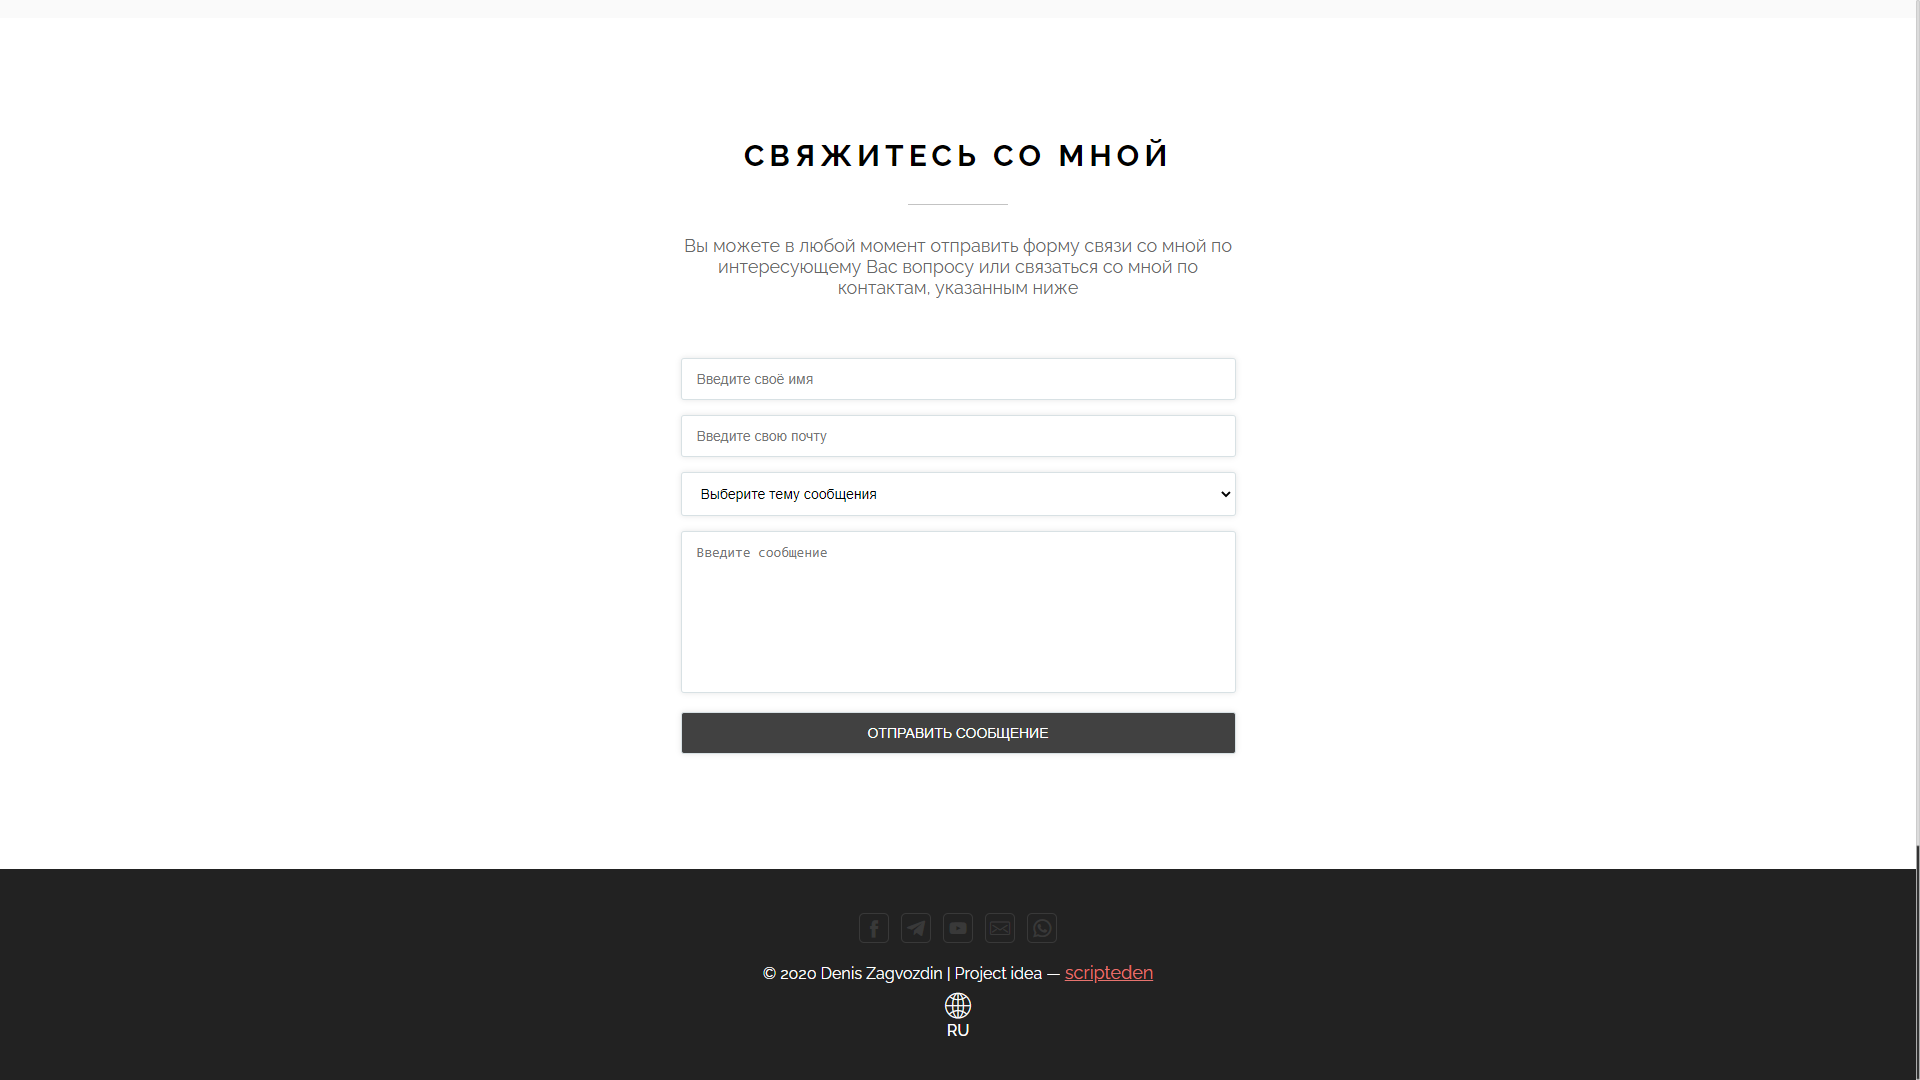 СВЯЖИТЕСЬ СО МНОЙ
Вы можете в любой момент отправить форму связи со мной по
интересующему Вас вопросу или связаться со мной по
контактам, указанным ниже
Введите своё имя
Введите свою почту
Выберите тему сообщения
Введите сообщение
ОТПРАВИТЬ СООБЩЕНИЕ
© 2020 Denis Zagvozdin | Project idea — scripteden
RU